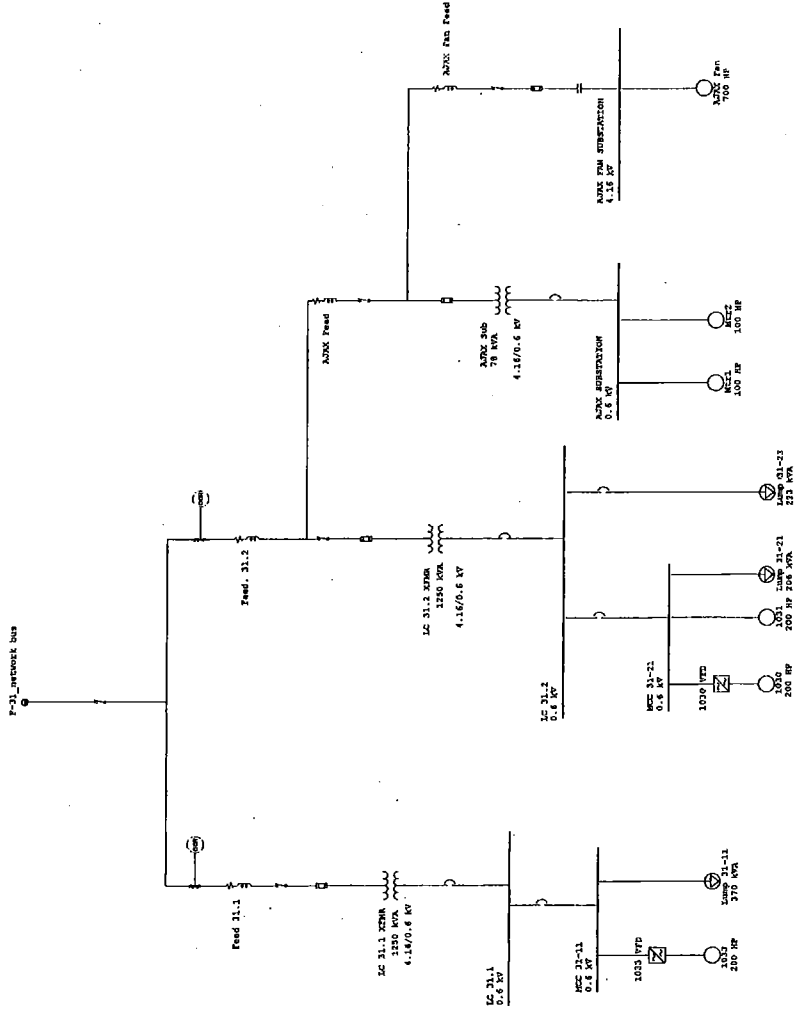 F-31_network bus
Feed 31.1
LC 31.1 XFMR
1250 kVA
4.16/0.6 kV
LC 31.1
0.6 kV
MCC 31-11
0.6 kV
1033 VFD
1033
200 HP
Lump 31-11
370 kVA
Feed. 31.2
LC 31.2 XFMR
1250 kVA
4.16/0.6 kV
LC 31.2
0.6 kV
MCC 31-21
0.6 kV
1030 VFD
1030
200 HP
1031
200 HP
Lump 31-21
206 kVA
Lump 31-23
223 kVA
AJAX Feed
AJAX Sub
75 kVA
4.16/0.6 kV
AJAX SUBSTATION
0.6 kV
Mtr1
100 HP
Mtr2
100 HP
AJAX Fan Feed
AJAX FAN SUBSTATION
4.16 kV
AJAX Fan
700 HP